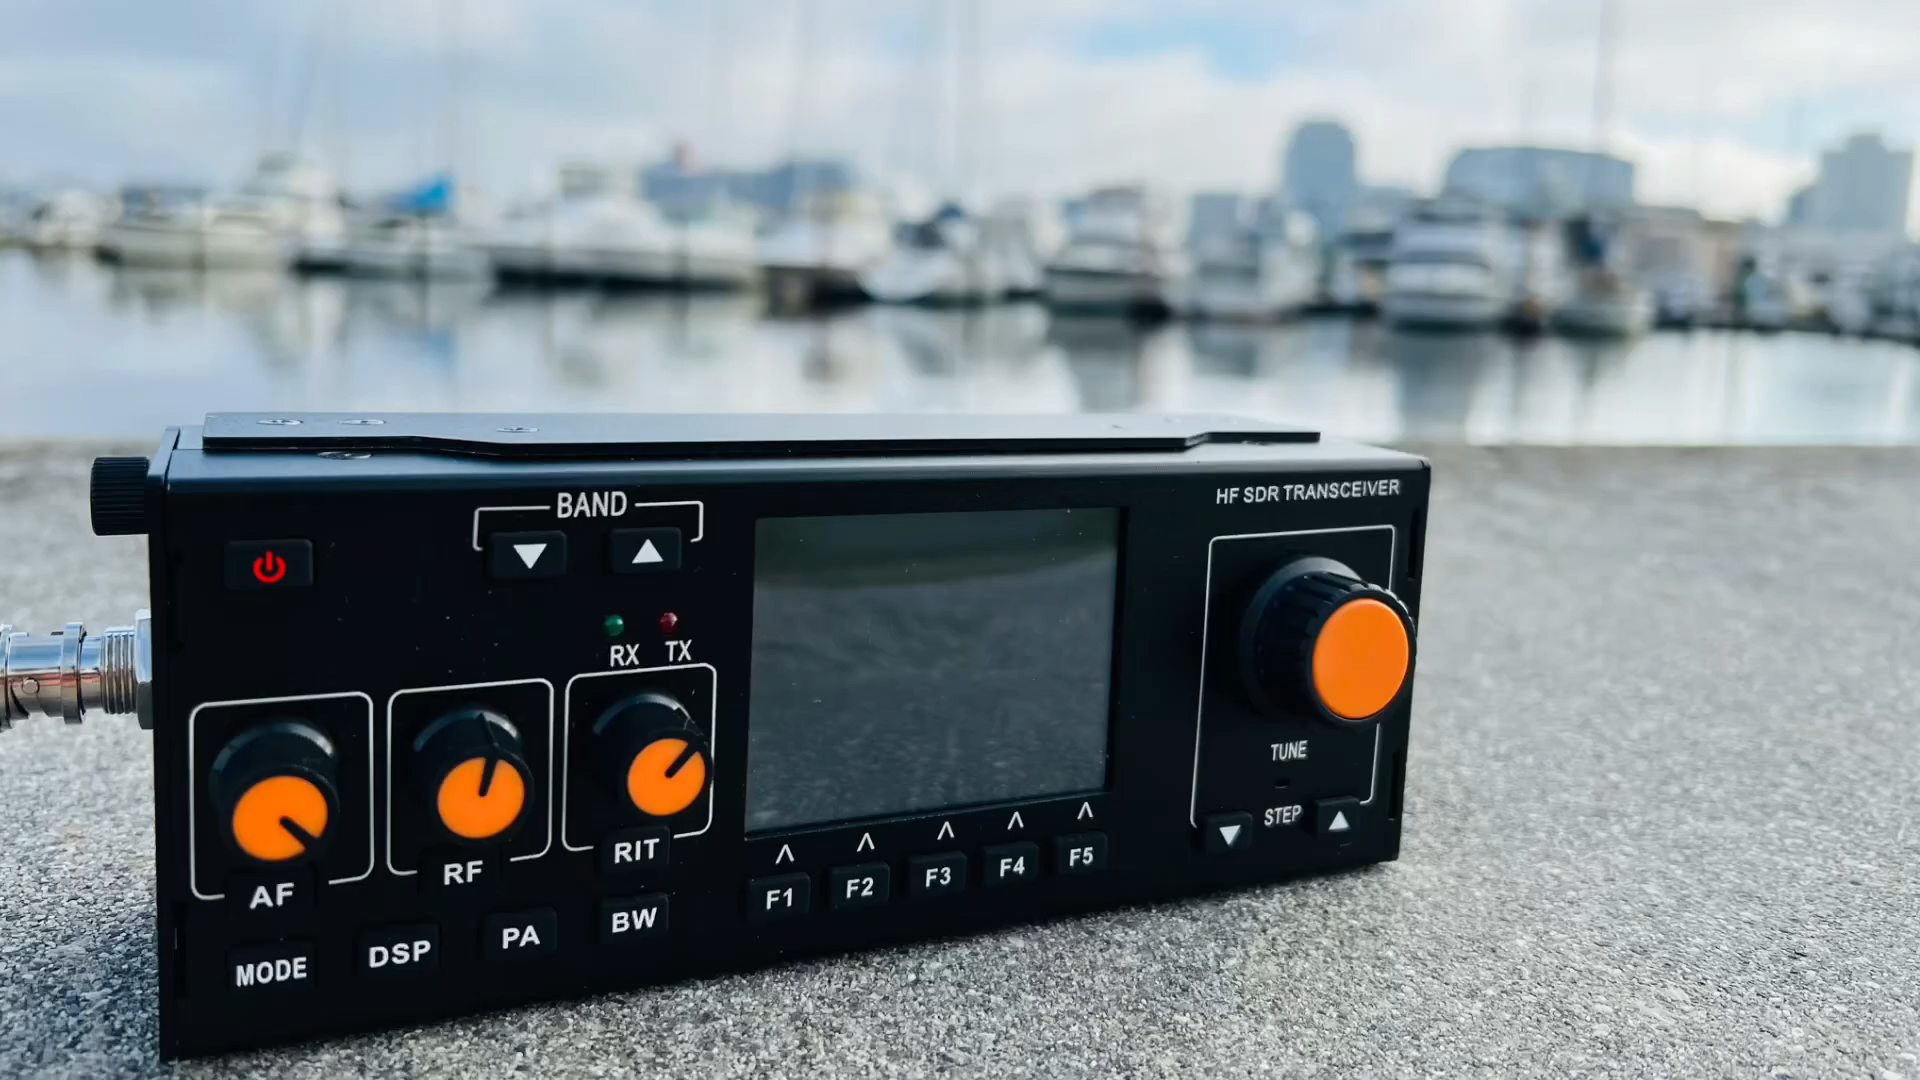 BAND
HF SDR TRANSCEIVER
RX TX
TUNE
STEP
AF RF RIT
F1 F2 F3 F4 F5
MODE DSP PA BW